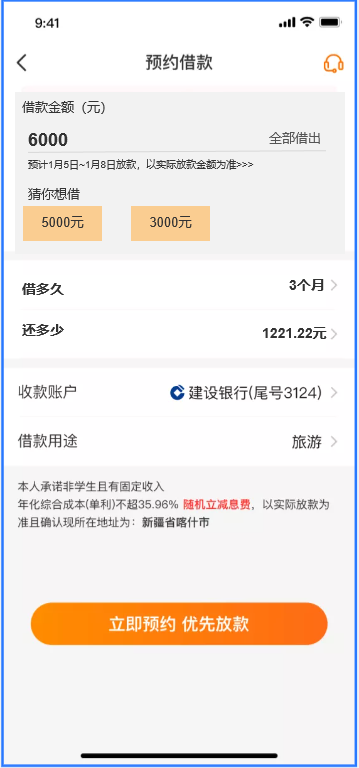 9:41
预约借款
借款金额（元）
6000 全部借出
预计1月5日~1月8日放款，以实际放款金额为准>>>
猜你想借
5000元 3000元
借多久 3个月
还多少 1221.22元
收款账户 建设银行(尾号3124)
借款用途 旅游
本人承诺非学生且有固定收入
年化综合成本(单利)不超35.96% 随机立减息费，以实际放款为
准且确认现所在地址为：新疆省喀什市
立即预约 优先放款